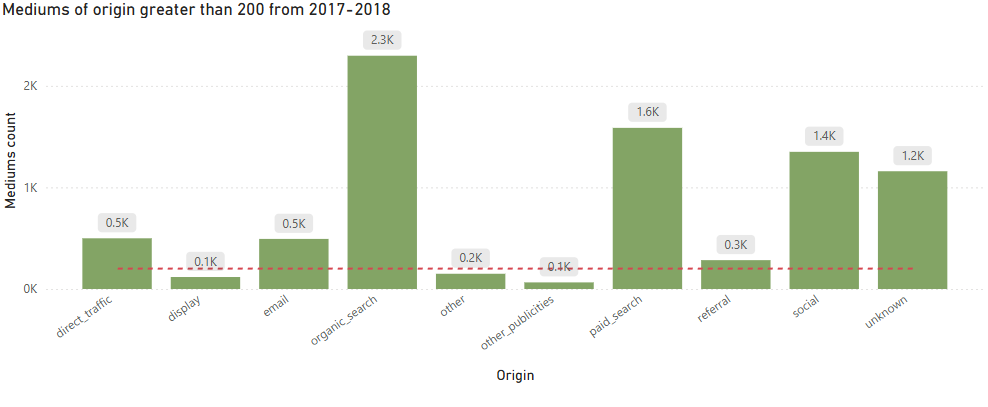 Mediums of origin greater than 200 from 2017-2018
Mediums count
2K
1K
0K
0.5K
0.1K
0.5K
2.3K
0.2K
0.1K
1.6K
0.3K
1.4K
1.2K
direct_traffic
display
email
organic_search
other
other_publicities
paid_search
referral
social
unknown
Origin